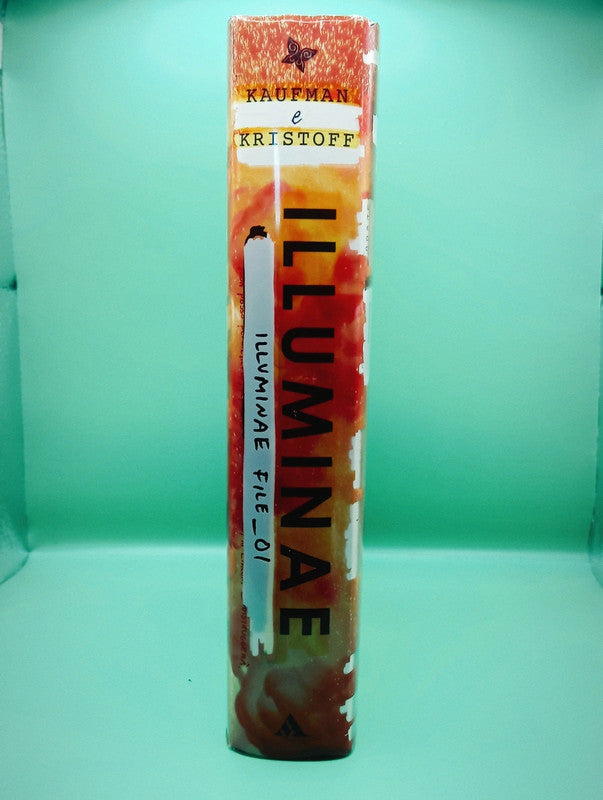 KAUFMAN
e
KRISTOFF
ILLUMINAE
ILLUMINAE FILE_01